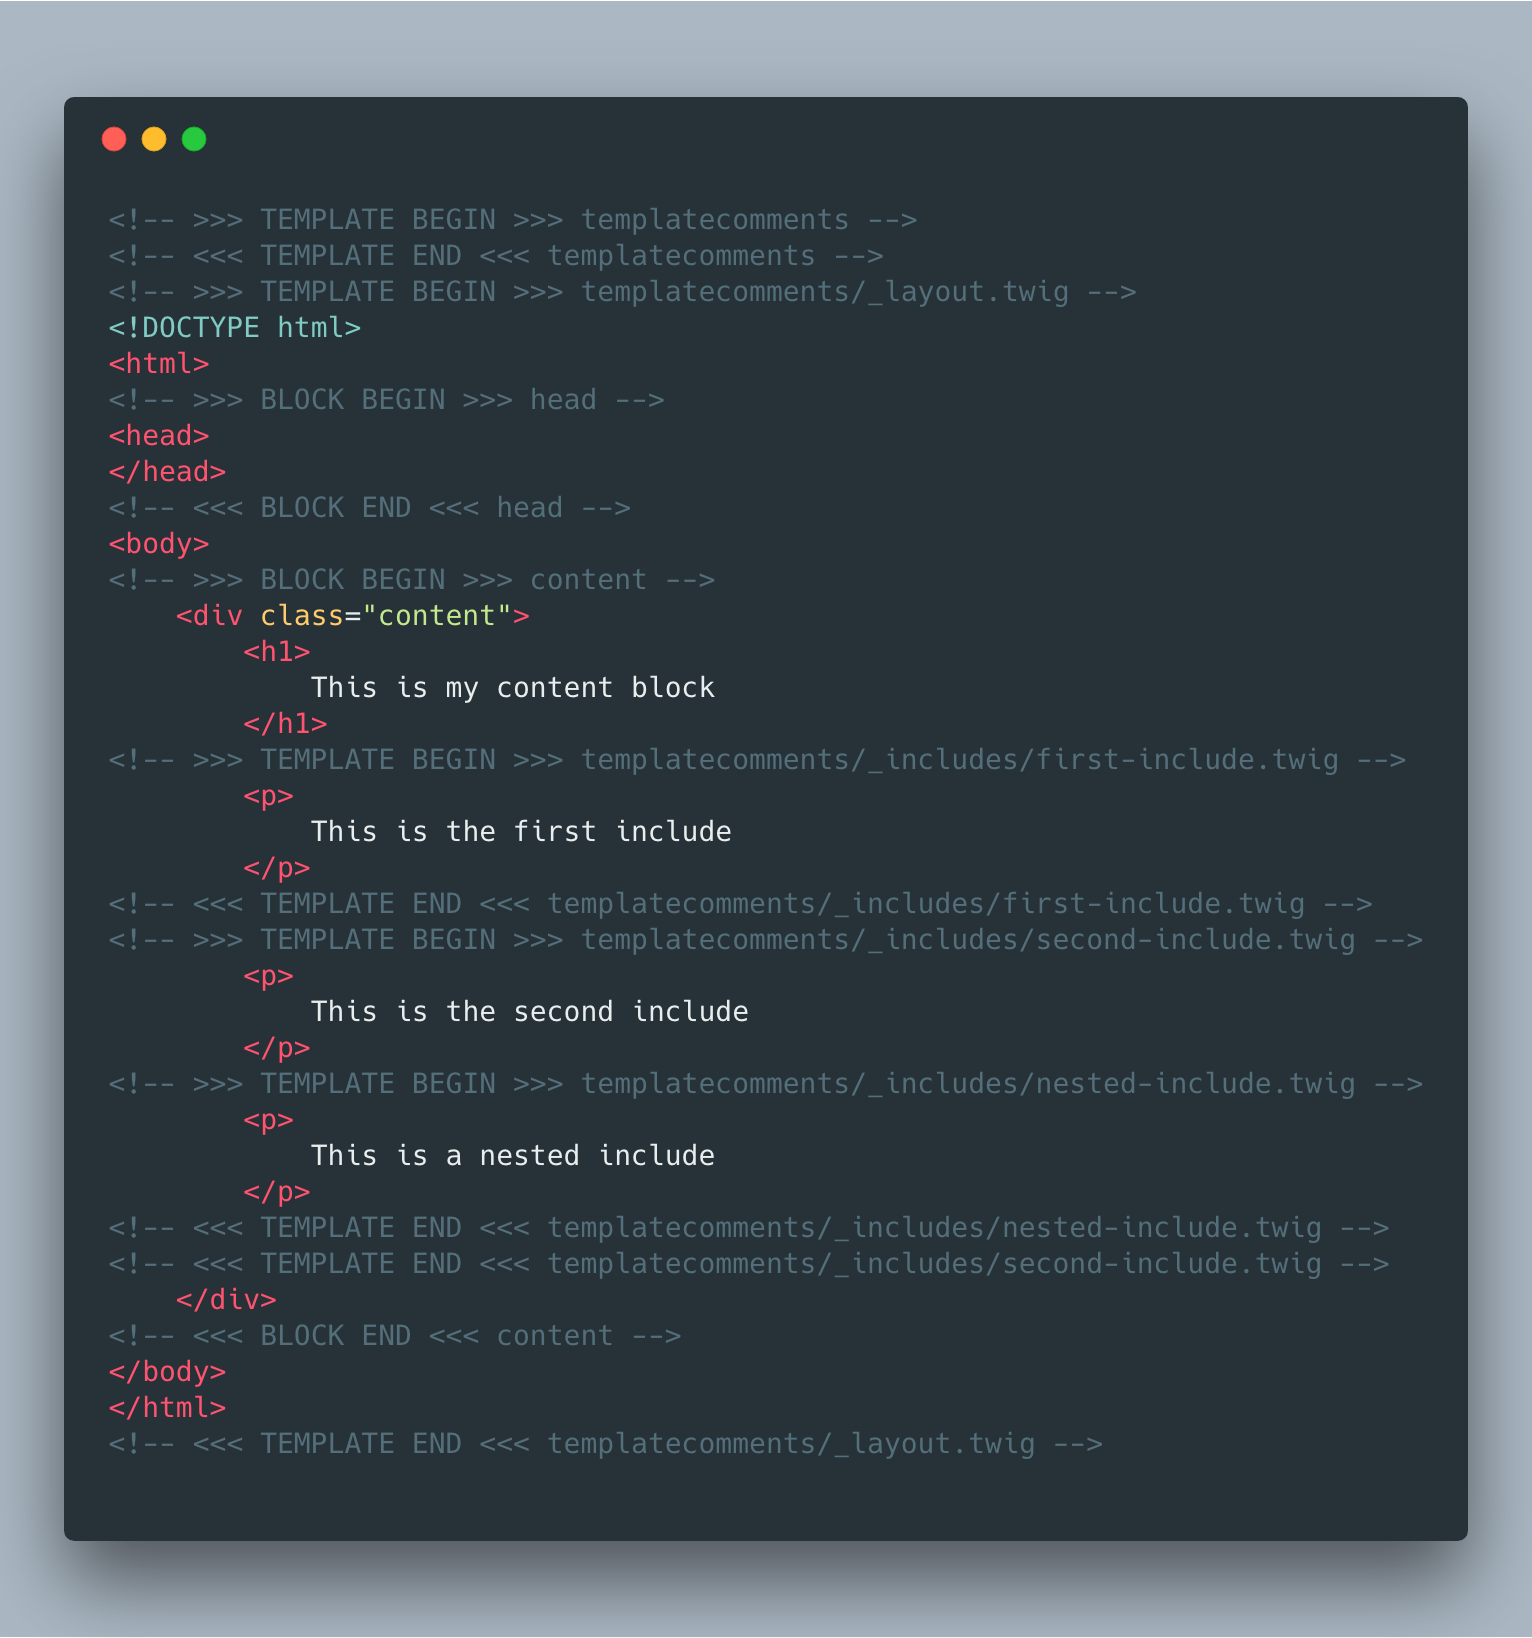 <!-- >>> TEMPLATE BEGIN >>> templatecomments -->
<!-- <<< TEMPLATE END <<< templatecomments -->
<!-- >>> TEMPLATE BEGIN >>> templatecomments/_layout.twig -->
<!DOCTYPE html>
<html>
<!-- >>> BLOCK BEGIN >>> head -->
<head>
</head>
<!-- <<< BLOCK END <<< head -->
<body>
<!-- >>> BLOCK BEGIN >>> content -->
    <div class="content">
        <h1>
            This is my content block
        </h1>
<!-- >>> TEMPLATE BEGIN >>> templatecomments/_includes/first-include.twig -->
        <p>
            This is the first include
        </p>
<!-- <<< TEMPLATE END <<< templatecomments/_includes/first-include.twig -->
<!-- >>> TEMPLATE BEGIN >>> templatecomments/_includes/second-include.twig -->
        <p>
            This is the second include
        </p>
<!-- >>> TEMPLATE BEGIN >>> templatecomments/_includes/nested-include.twig -->
        <p>
            This is a nested include
        </p>
<!-- <<< TEMPLATE END <<< templatecomments/_includes/nested-include.twig -->
<!-- <<< TEMPLATE END <<< templatecomments/_includes/second-include.twig -->
    </div>
<!-- <<< BLOCK END <<< content -->
</body>
</html>
<!-- <<< TEMPLATE END <<< templatecomments/_layout.twig -->